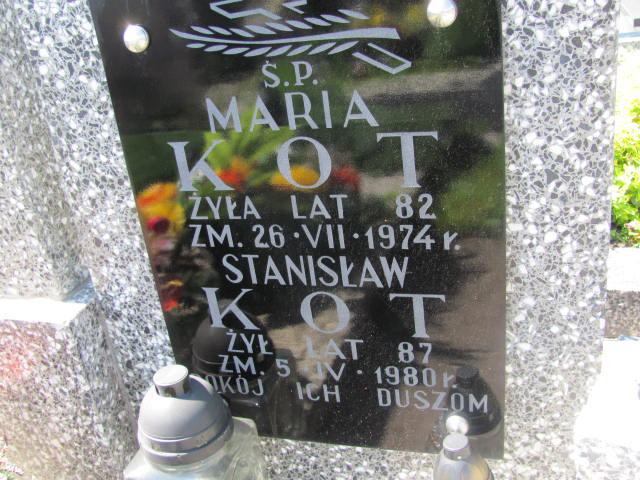 Ś.P.
MARIA
KOT
ŻYŁA LAT 82
ZM. 26·VII·1974 r.
STANISŁAW
KOT
ŻYŁ LAT 87
ZM. 5 IV·1980 r.
OKÓJ ICH DUSZOM